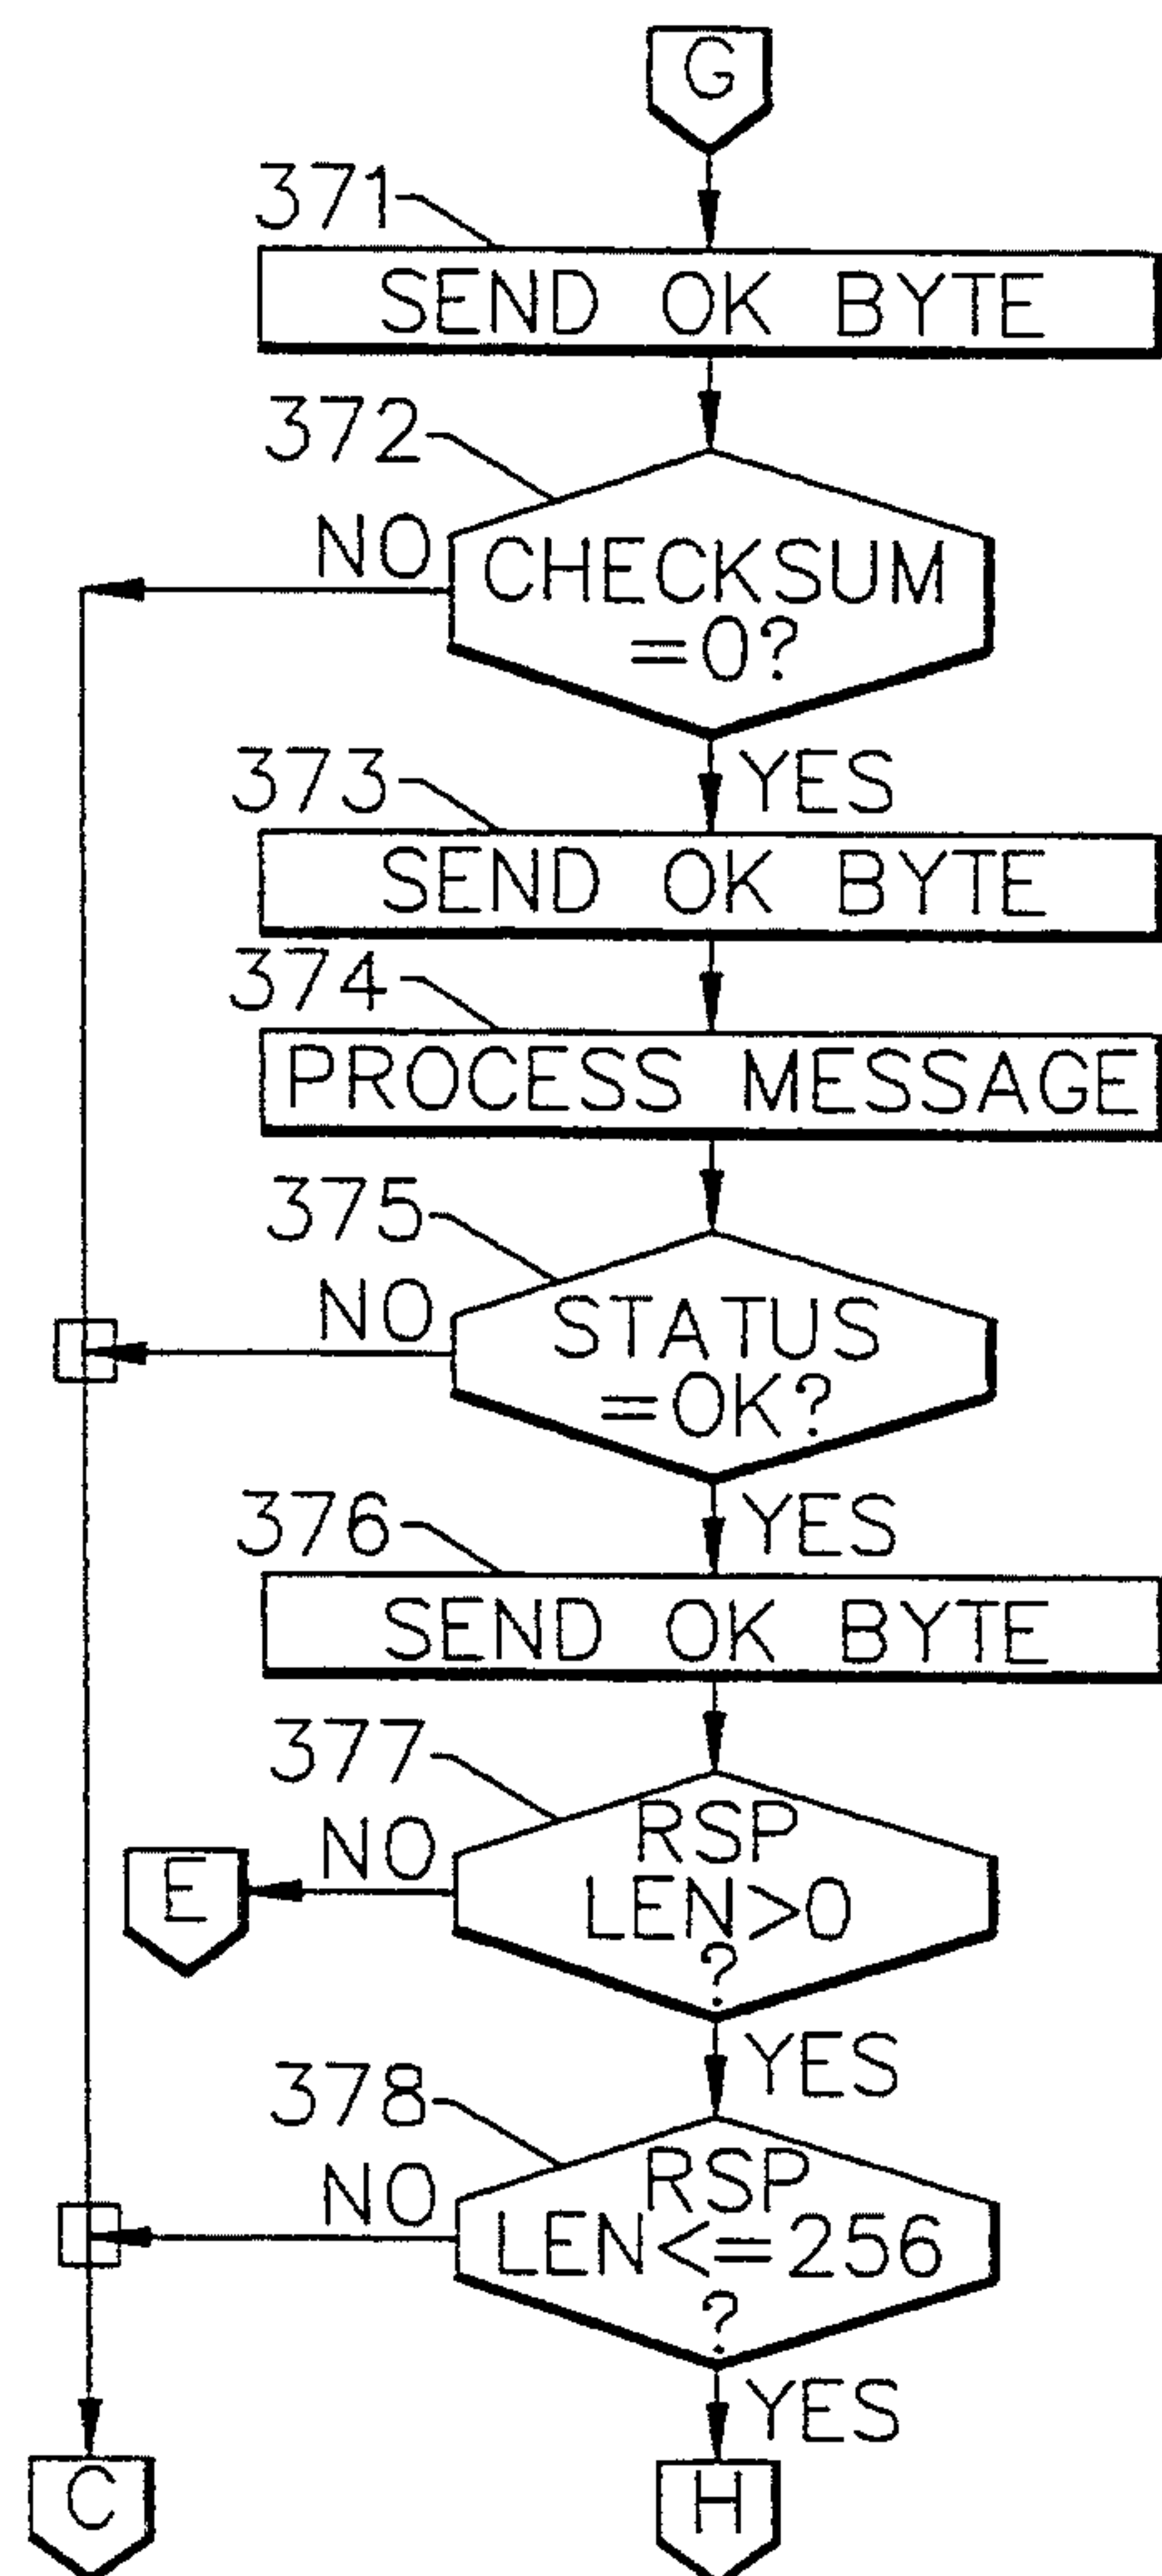 G
371
SEND OK BYTE
372
NO
CHECKSUM
=0?
YES
373
SEND OK BYTE
374
PROCESS MESSAGE
375
NO
STATUS
=OK?
YES
376
SEND OK BYTE
377
RSP
NO
E
LEN>0
?
YES
378
RSP
NO
LEN<=256
?
YES
C
H